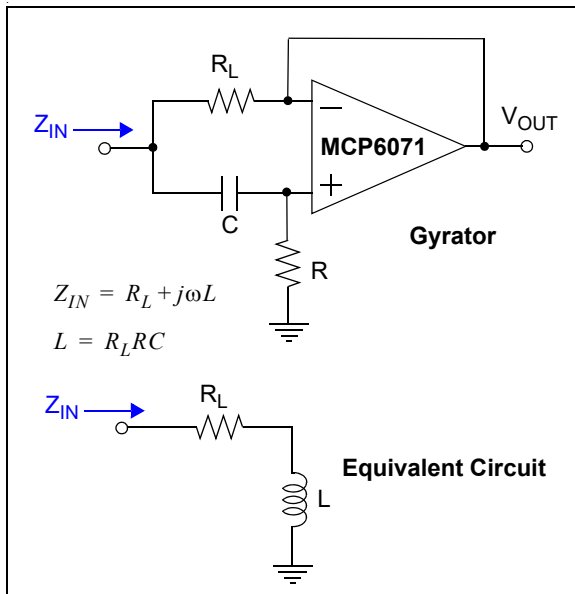 R_L
Z_IN
−
V_OUT
MCP6071
+
C
Gyrator
R
Z_IN = R_L + jωL
L = R_L RC
Z_IN
R_L
Equivalent Circuit
L